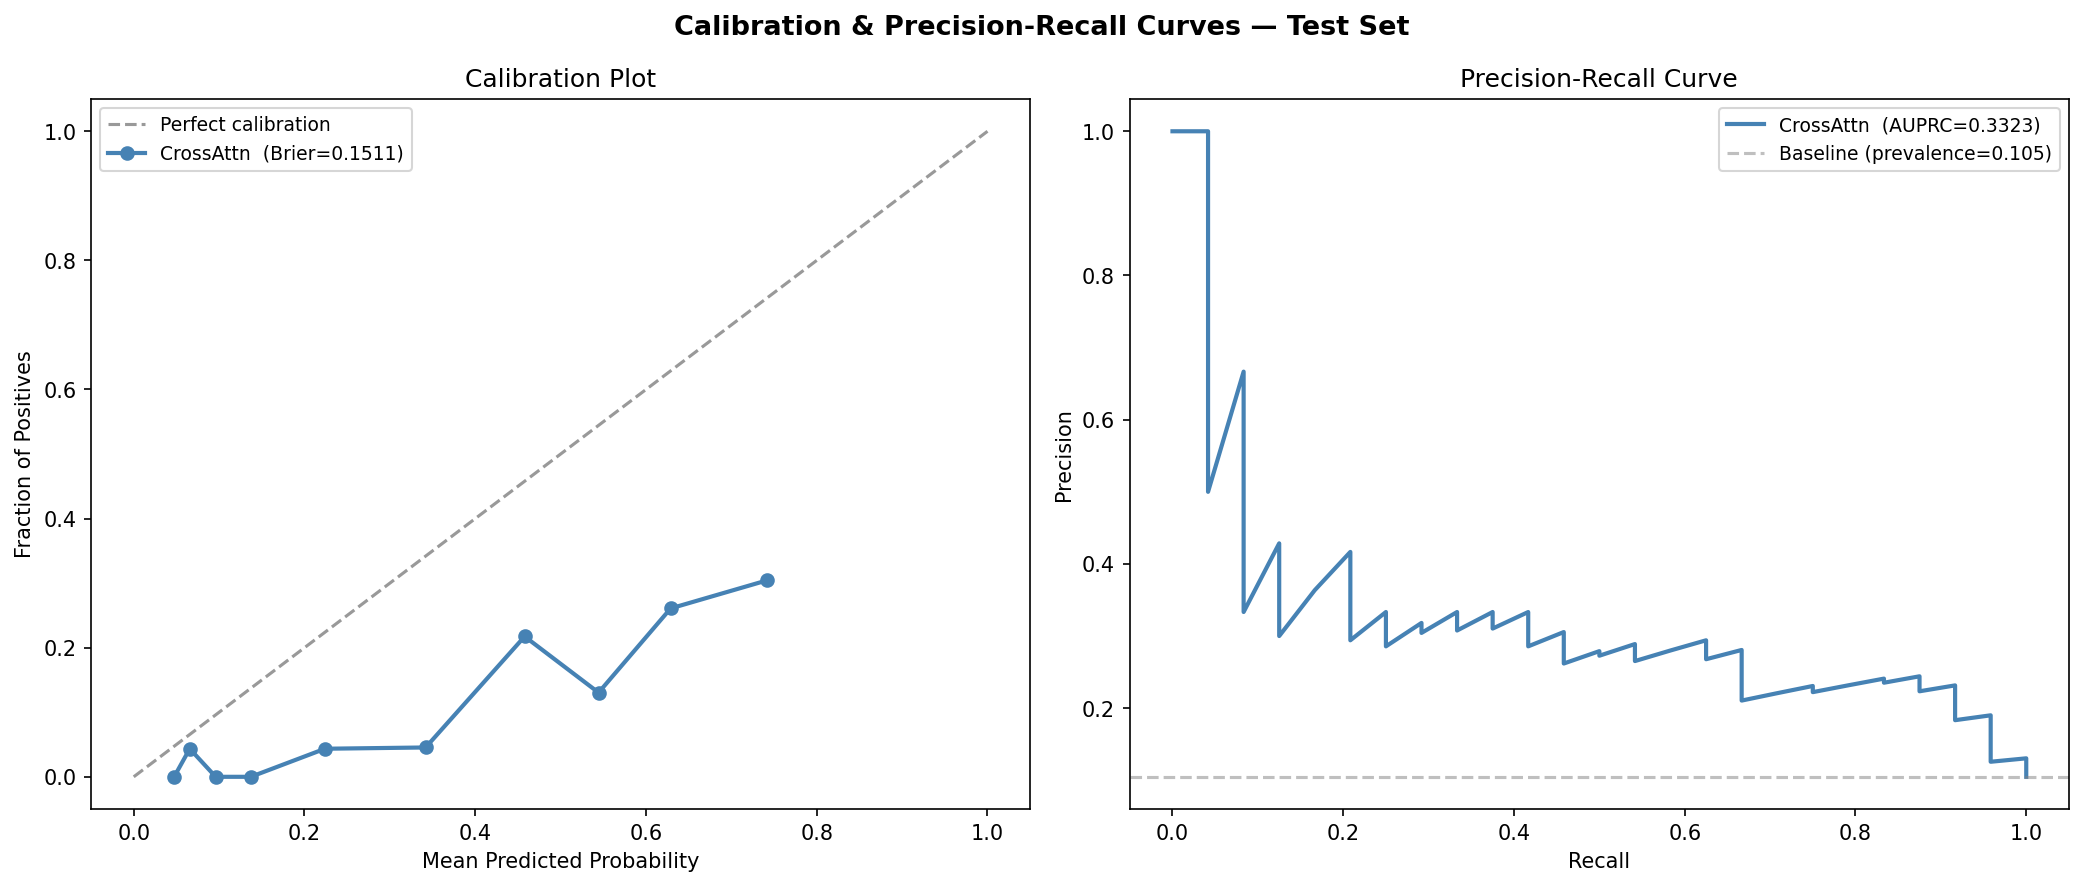 Calibration & Precision-Recall Curves — Test Set
Calibration Plot
Perfect calibration
CrossAttn  (Brier=0.1511)
Fraction of Positives
1.0
0.8
0.6
0.4
0.2
0.0
0.0 0.2 0.4 0.6 0.8 1.0
Mean Predicted Probability
Precision-Recall Curve
CrossAttn  (AUPRC=0.3323)
Baseline (prevalence=0.105)
Precision
1.0
0.8
0.6
0.4
0.2
0.0 0.2 0.4 0.6 0.8 1.0
Recall